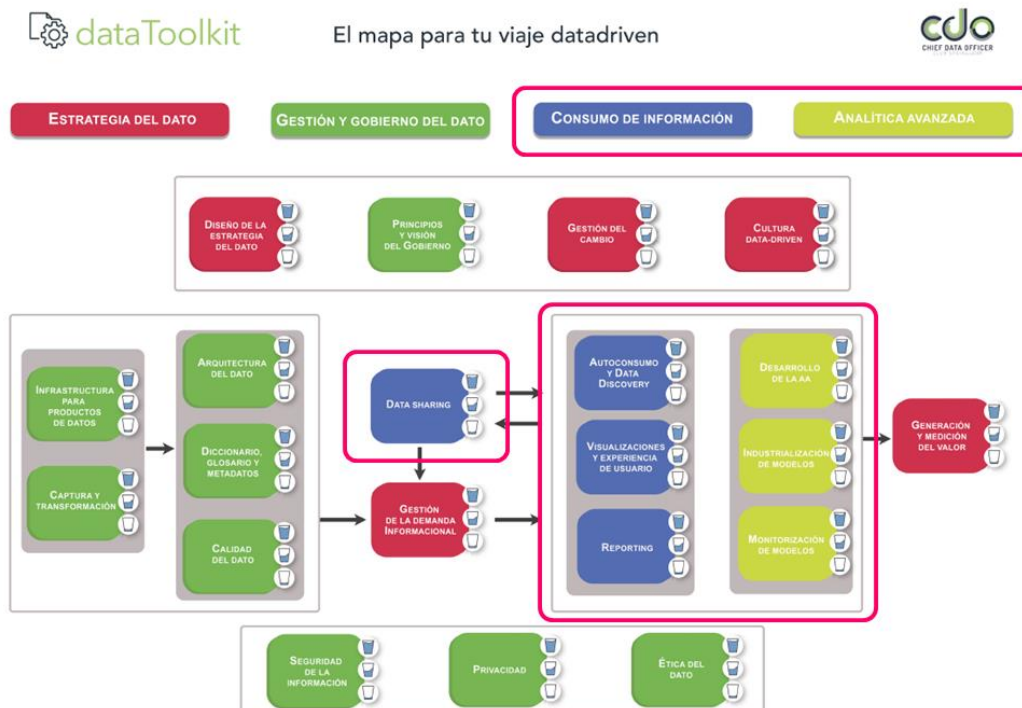 dataToolkit
El mapa para tu viaje datadriven
cdo
CHIEF DATA OFFICER
ESTRATEGIA DEL DATO
GESTIÓN Y GOBIERNO DEL DATO
CONSUMO DE INFORMACIÓN
ANALÍTICA AVANZADA
DISEÑO DE LA
ESTRATEGIA
DEL DATO
PRINCIPIOS
Y VISIÓN
DEL GOBIERNO
GESTIÓN DEL
CAMBIO
CULTURA
DATA-DRIVEN
INFRASTRUCTURA
PARA
PRODUCTOS
DE DATOS
CAPTURA Y
TRANSFORMACIÓN
ARQUITECTURA
DEL DATO
DICCIONARIO,
GLOSARIO Y
METADATOS
CALIDAD
DEL DATO
DATA SHARING
GESTIÓN
DE LA DEMANDA
INFORMACIONAL
AUTOCONSUMO
Y DATA
DISCOVERY
VISUALIZACIONES
Y EXPERIENCIA
DE USUARIO
REPORTING
DESARROLLO
DE LA AA
INDUSTRIALIZACIÓN
DE MODELOS
MONITORIZACIÓN
DE MODELOS
GENERACIÓN
Y MEDICIÓN
DEL VALOR
SEGURIDAD
DE LA
INFORMACIÓN
PRIVACIDAD
ÉTICA DEL
DATO